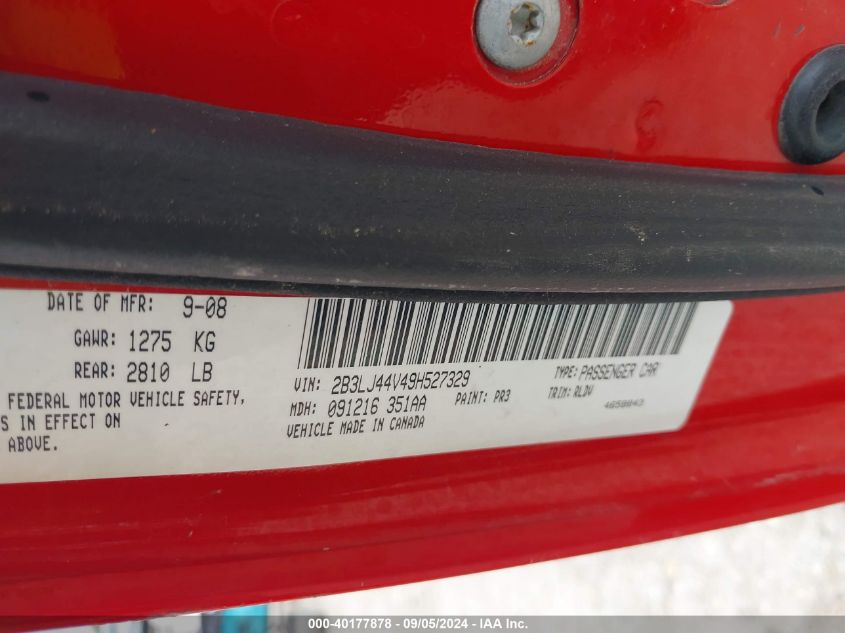 DATE OF MFR: 9-08
GAWR: 1275 KG
REAR: 2810 LB
FEDERAL MOTOR VEHICLE SAFETY,
S IN EFFECT ON
ABOVE.
VIN: 2B3LJ44V49H527329
TYPE: PASSENGER CAR
MDH: 091216 351AA
PAINT: PR3
TRIM: RLDV
VEHICLE MADE IN CANADA
000-40177878 - 09/05/2024 - IAA Inc.